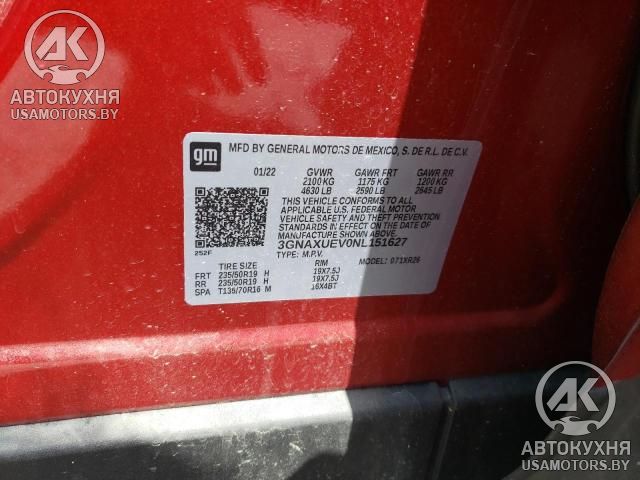 AK
АВТОКУХНЯ
USAMOTORS.BY
gm
MFD BY GENERAL MOTORS DE MEXICO, S. DE R.L. DE C.V.
01/22 GVWR GAWR FRT GAWR RR
2100 KG 1175 KG 1200 KG
4630 LB 2590 LB 2645 LB
THIS VEHICLE CONFORMS TO ALL
APPLICABLE U.S. FEDERAL MOTOR
VEHICLE SAFETY AND THEFT PREVENTION
STANDARDS IN EFFECT ON THE DATE OF
MANUFACTURE SHOWN ABOVE.
3GNAXUEV0NL151627
252F TYPE: M.P.V. MODEL: 071XR26
TIRE SIZE RIM
FRT 235/50R19 H 19X7.5J
RR 235/50R19 H 19X7.5J
SPA T135/70R16 M 16X4BT
AK
АВТОКУХНЯ
USAMOTORS.BY